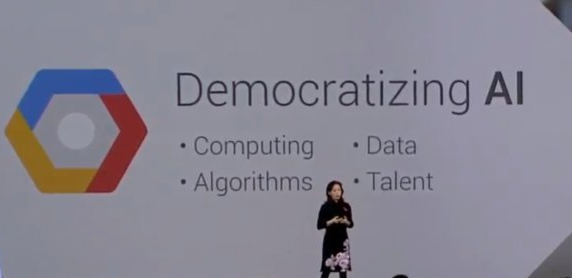 Democratizing AI
• Computing • Data
• Algorithms • Talent